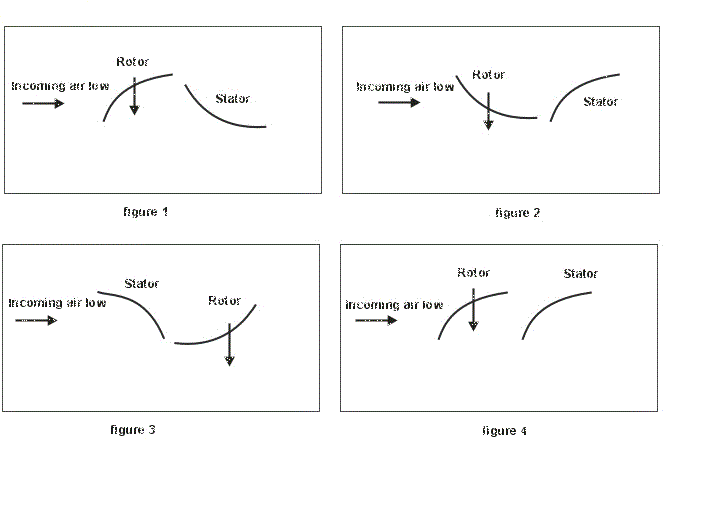 Rotor
Incoming air low
Stator
figure 1
Rotor
Incoming air low
Stator
figure 2
Stator
Incoming air low
Rotor
figure 3
Rotor
Stator
Incoming air low
figure 4